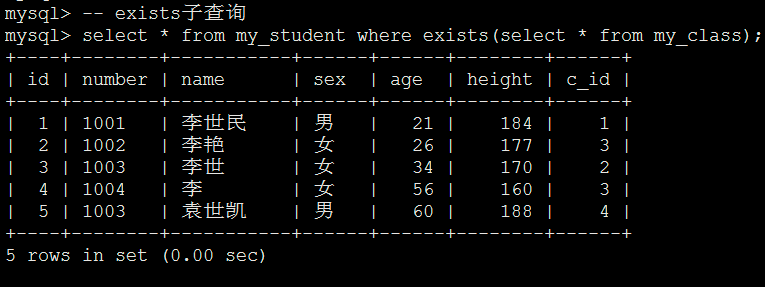 mysql> -- exists子查询
mysql> select * from my_student where exists(select * from my_class);
+----+--------+----------+------+------+--------+------+
| id | number | name     | sex  | age  | height | c_id |
+----+--------+----------+------+------+--------+------+
|  1 | 1001   | 李世民   | 男   |   21 |    184 |    1 |
|  2 | 1002   | 李艳     | 女   |   26 |    177 |    3 |
|  3 | 1003   | 李世     | 女   |   34 |    170 |    2 |
|  4 | 1004   | 李       | 女   |   56 |    160 |    3 |
|  5 | 1003   | 袁世凯   | 男   |   60 |    188 |    4 |
+----+--------+----------+------+------+--------+------+
5 rows in set (0.00 sec)